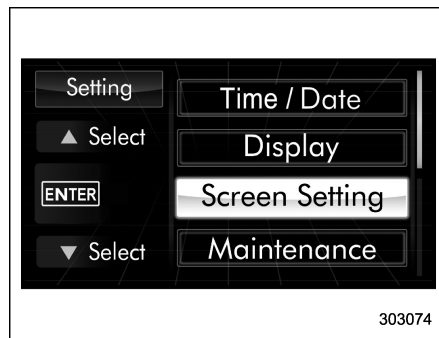 Setting
▲ Select
ENTER
▼ Select
Time / Date
Display
Screen Setting
Maintenance
303074